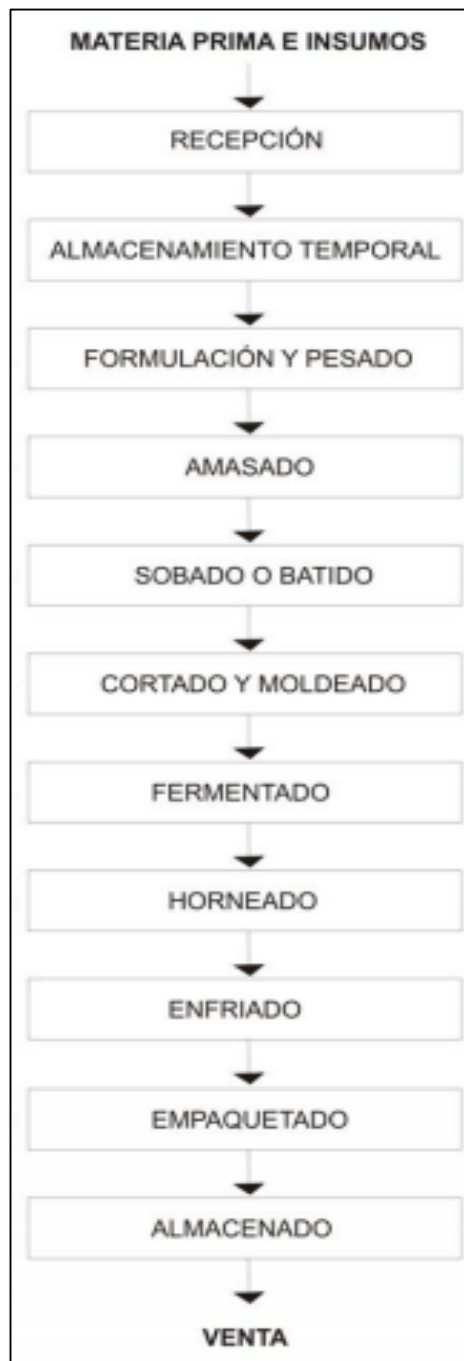 MATERIA PRIMA E INSUMOS
RECEPCIÓN
ALMACENAMIENTO TEMPORAL
FORMULACIÓN Y PESADO
AMASADO
SOBADO O BATIDO
CORTADO Y MOLDEADO
FERMENTADO
HORNEADO
ENFRIADO
EMPAQUETADO
ALMACENADO
VENTA